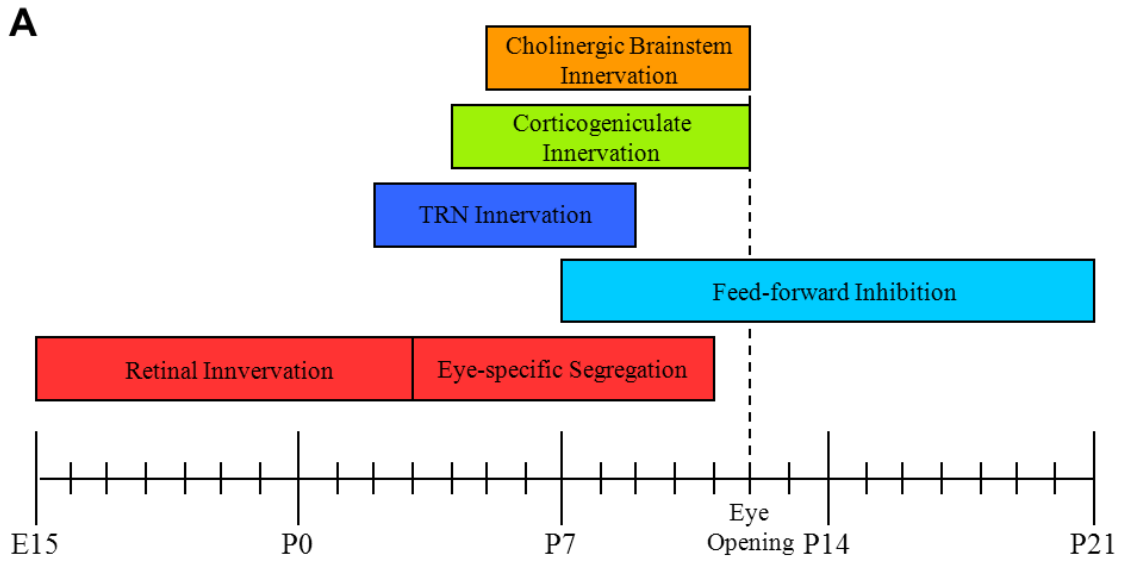 A
Cholinergic Brainstem
Innervation
Corticogeniculate
Innervation
TRN Innervation
Feed-forward Inhibition
Retinal Innvervation
Eye-specific Segregation
E15
P0
P7
Eye
Opening
P14
P21